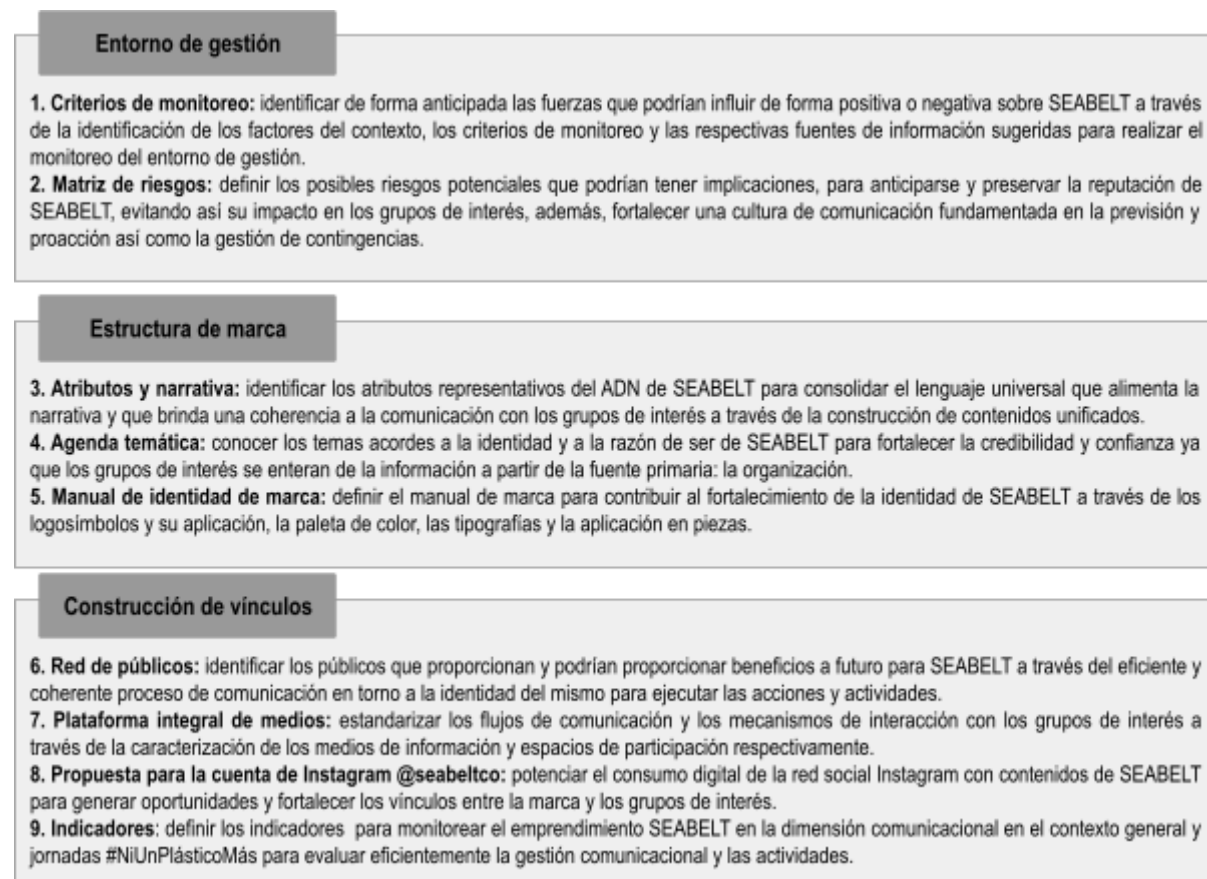 Entorno de gestión
1. Criterios de monitoreo: identificar de forma anticipada las fuerzas que podrían influir de forma positiva o negativa sobre SEABELT a través
de la identificación de los factores del contexto, los criterios de monitoreo y las respectivas fuentes de información sugeridas para realizar el
monitoreo del entorno de gestión.
2. Matriz de riesgos: definir los posibles riesgos potenciales que podrían tener implicaciones, para anticiparse y preservar la reputación de
SEABELT, evitando así su impacto en los grupos de interés, además, fortalecer una cultura de comunicación fundamentada en la previsión y
proacción así como la gestión de contingencias.
Estructura de marca
3. Atributos y narrativa: identificar los atributos representativos del ADN de SEABELT para consolidar el lenguaje universal que alimenta la
narrativa y que brinda una coherencia a la comunicación con los grupos de interés a través de la construcción de contenidos unificados.
4. Agenda temática: conocer los temas acordes a la identidad y a la razón de ser de SEABELT para fortalecer la credibilidad y confianza ya
que los grupos de interés se enteran de la información a partir de la fuente primaria: la organización.
5. Manual de identidad de marca: definir el manual de marca para contribuir al fortalecimiento de la identidad de SEABELT a través de los
logosímbolos y su aplicación, la paleta de color, las tipografías y la aplicación en piezas.
Construcción de vínculos
6. Red de públicos: identificar los públicos que proporcionan y podrían proporcionar beneficios a futuro para SEABELT a través del eficiente y
coherente proceso de comunicación en torno a la identidad del mismo para ejecutar las acciones y actividades.
7. Plataforma integral de medios: estandarizar los flujos de comunicación y los mecanismos de interacción con los grupos de interés a
través de la caracterización de los medios de información y espacios de participación respectivamente.
8. Propuesta para la cuenta de Instagram @seabeltco: potenciar el consumo digital de la red social Instagram con contenidos de SEABELT
para generar oportunidades y fortalecer los vínculos entre la marca y los grupos de interés.
9. Indicadores: definir los indicadores para monitorear el emprendimiento SEABELT en la dimensión comunicacional en el contexto general y
jornadas #NiUnPlásticoMás para evaluar eficientemente la gestión comunicacional y las actividades.